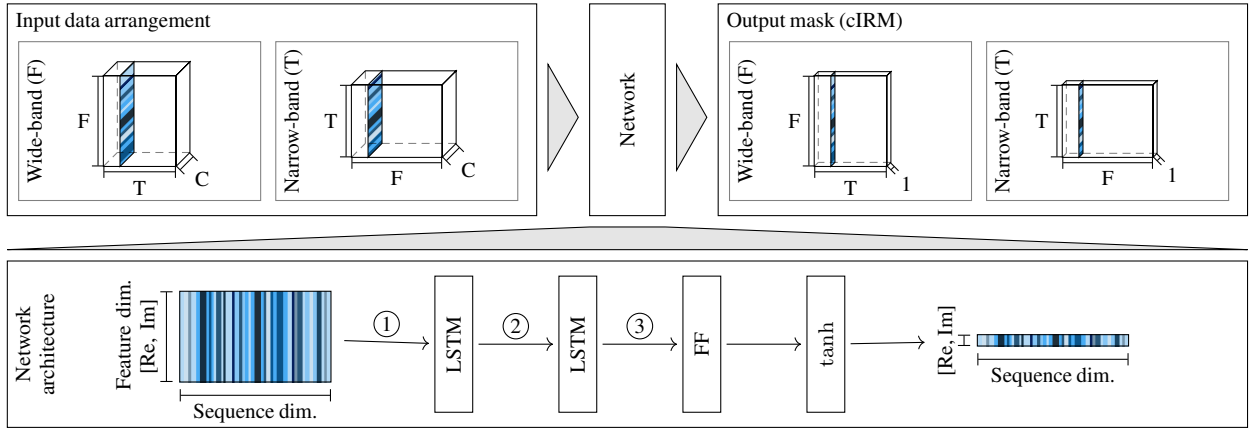 Input data arrangement
Wide-band (F)
F
T
C
Narrow-band (T)
T
F
C
Network
Output mask (cIRM)
Wide-band (F)
F
T
1
Narrow-band (T)
T
F
1
Network
architecture
Feature dim.
[Re, Im]
Sequence dim.
1
LSTM
2
LSTM
3
FF
tanh
[Re, Im]
Sequence dim.